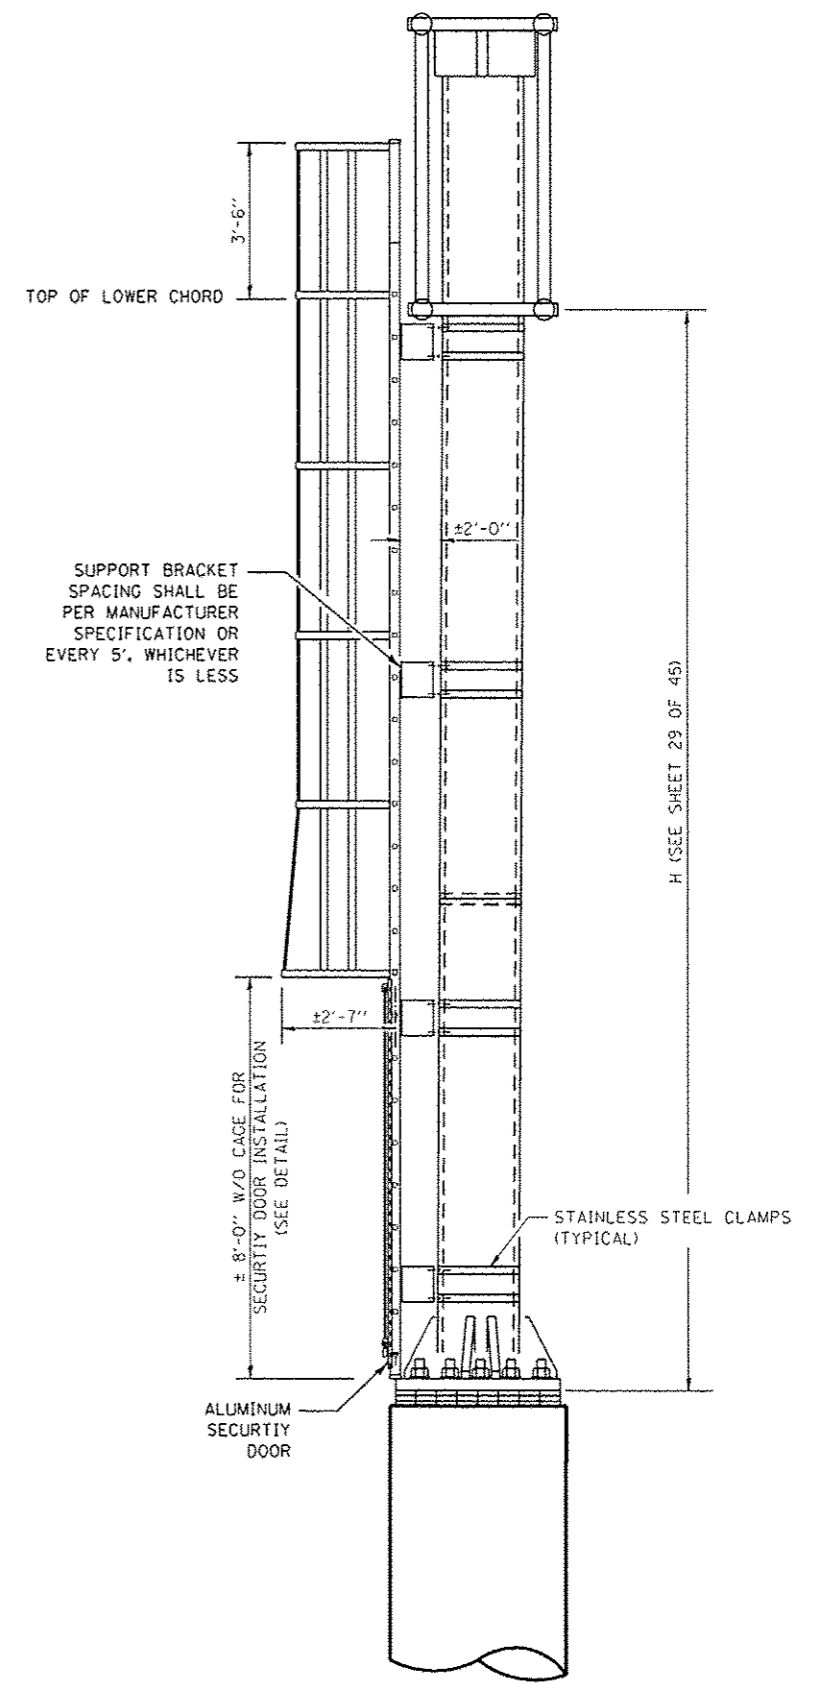 3'-6"
TOP OF LOWER CHORD
±2'-0"
SUPPORT BRACKET
SPACING SHALL BE
PER MANUFACTURER
SPECIFICATION OR
EVERY 5', WHICHEVER
IS LESS
H (SEE SHEET 29 OF 45)
±2'-7"
± 8'-0" W/O CAGE FOR
SECURTIY DOOR INSTALLATION
(SEE DETAIL)
STAINLESS STEEL CLAMPS
(TYPICAL)
ALUMINUM
SECURTIY
DOOR